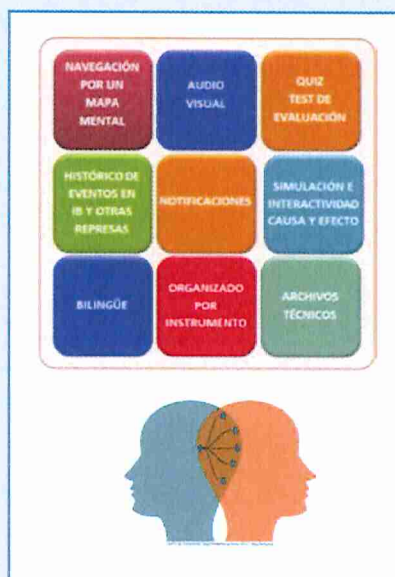 NAVEGACIÓN
POR UN
MAPA
MENTAL
AUDIO
VISUAL
QUIZ
TEST DE
EVALUACIÓN
HISTÓRICO DE
EVENTOS EN
IB Y OTRAS
REPRESAS
NOTIFICACIONES
SIMULACIÓN E
INTERACTIVIDAD
CAUSA Y EFECTO
BILINGÜE
ORGANIZADO
POR
INSTRUMENTO
ARCHIVOS
TÉCNICOS